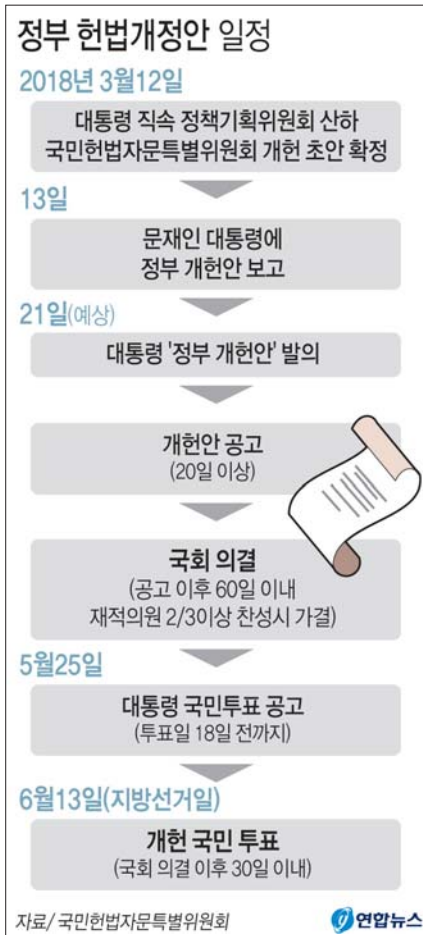 정부 헌법개정안 일정
2018년 3월12일
대통령 직속 정책기획위원회 산하
국민헌법자문특별위원회 개헌 초안 확정
13일
문재인 대통령에
정부 개헌안 보고
21일(예상)
대통령 '정부 개헌안' 발의
개헌안 공고
(20일 이상)
국회 의결
(공고 이후 60일 이내
재적의원 2/3이상 찬성시 가결)
5월25일
대통령 국민투표 공고
(투표일 18일 전까지)
6월13일(지방선거일)
개헌 국민 투표
(국회 의결 이후 30일 이내)
자료/ 국민헌법자문특별위원회
연합뉴스